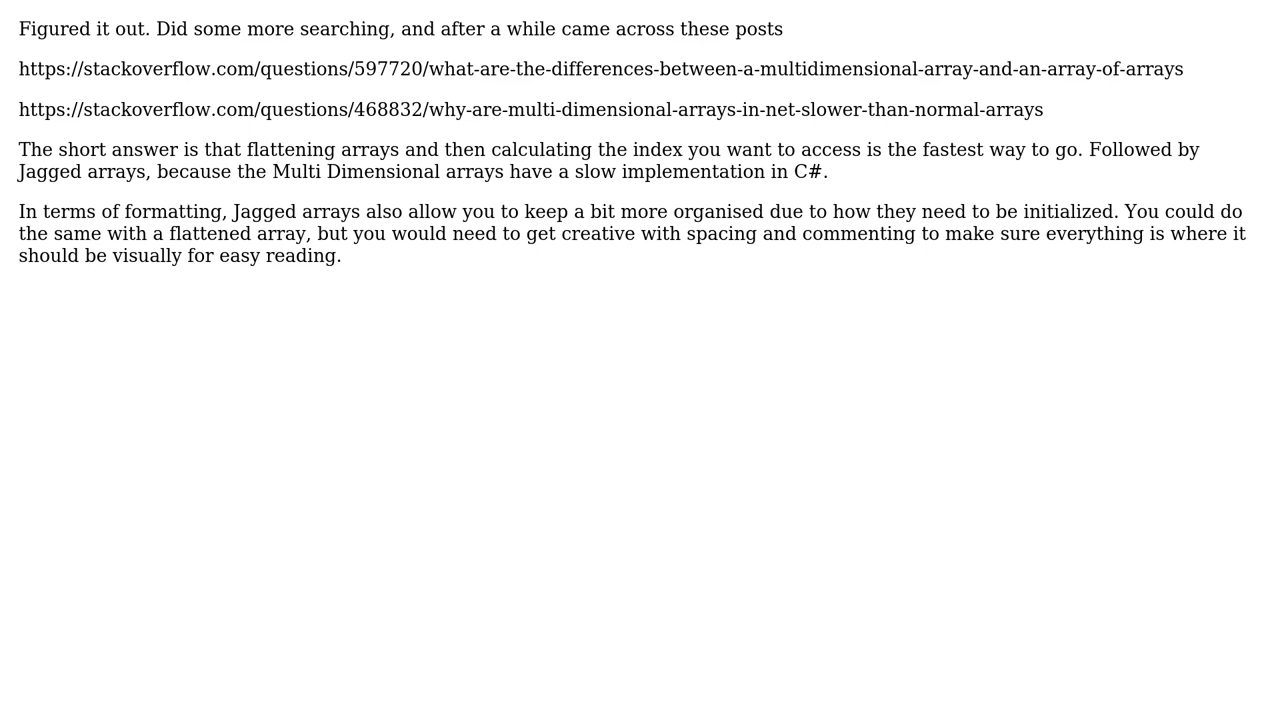 Figured it out. Did some more searching, and after a while came across these posts
https://stackoverflow.com/questions/597720/what-are-the-differences-between-a-multidimensional-array-and-an-array-of-arrays
https://stackoverflow.com/questions/468832/why-are-multi-dimensional-arrays-in-net-slower-than-normal-arrays
The short answer is that flattening arrays and then calculating the index you want to access is the fastest way to go. Followed by
Jagged arrays, because the Multi Dimensional arrays have a slow implementation in C#.
In terms of formatting, Jagged arrays also allow you to keep a bit more organised due to how they need to be initialized. You could do
the same with a flattened array, but you would need to get creative with spacing and commenting to make sure everything is where it
should be visually for easy reading.